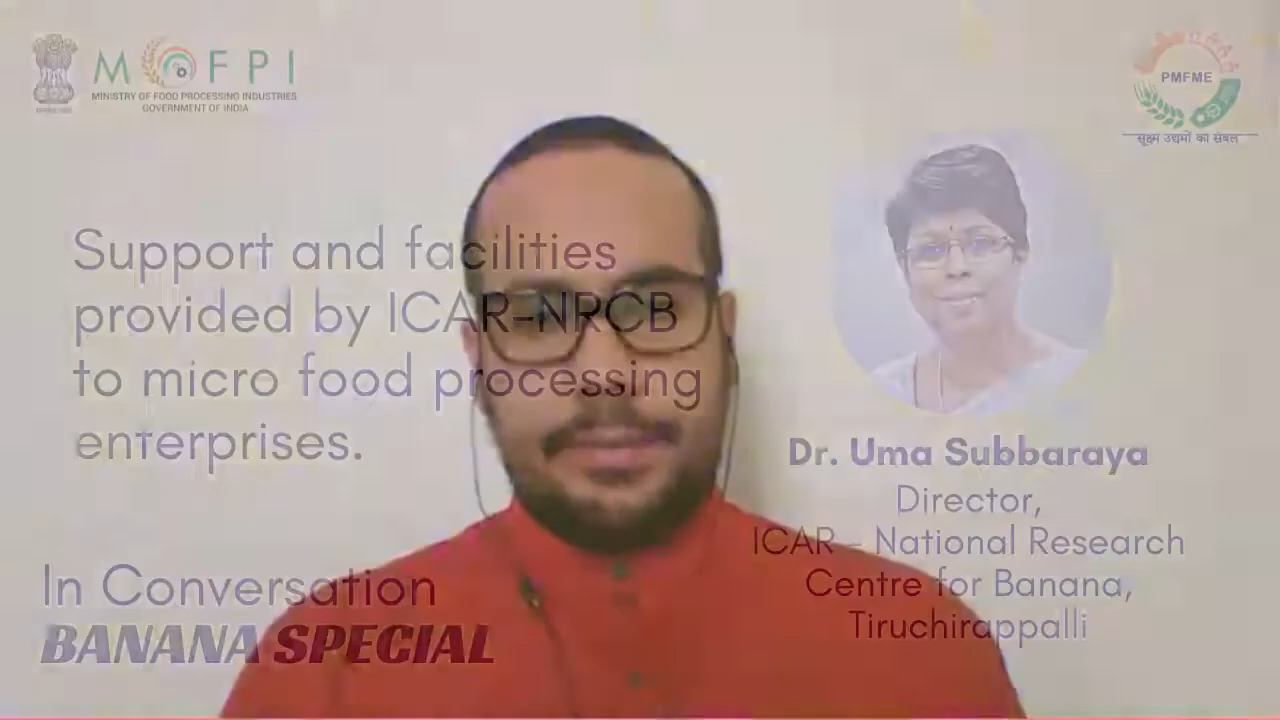 MOFPI
MINISTRY OF FOOD PROCESSING INDUSTRIES
GOVERNMENT OF INDIA
PMFME
सूक्ष्म उद्यमों का संबल
Support and facilities
provided by ICAR-NRCB
to micro food processing
enterprises.
Dr. Uma Subbaraya
Director,
ICAR – National Research
Centre for Banana,
Tiruchirappalli
In Conversation
BANANA SPECIAL